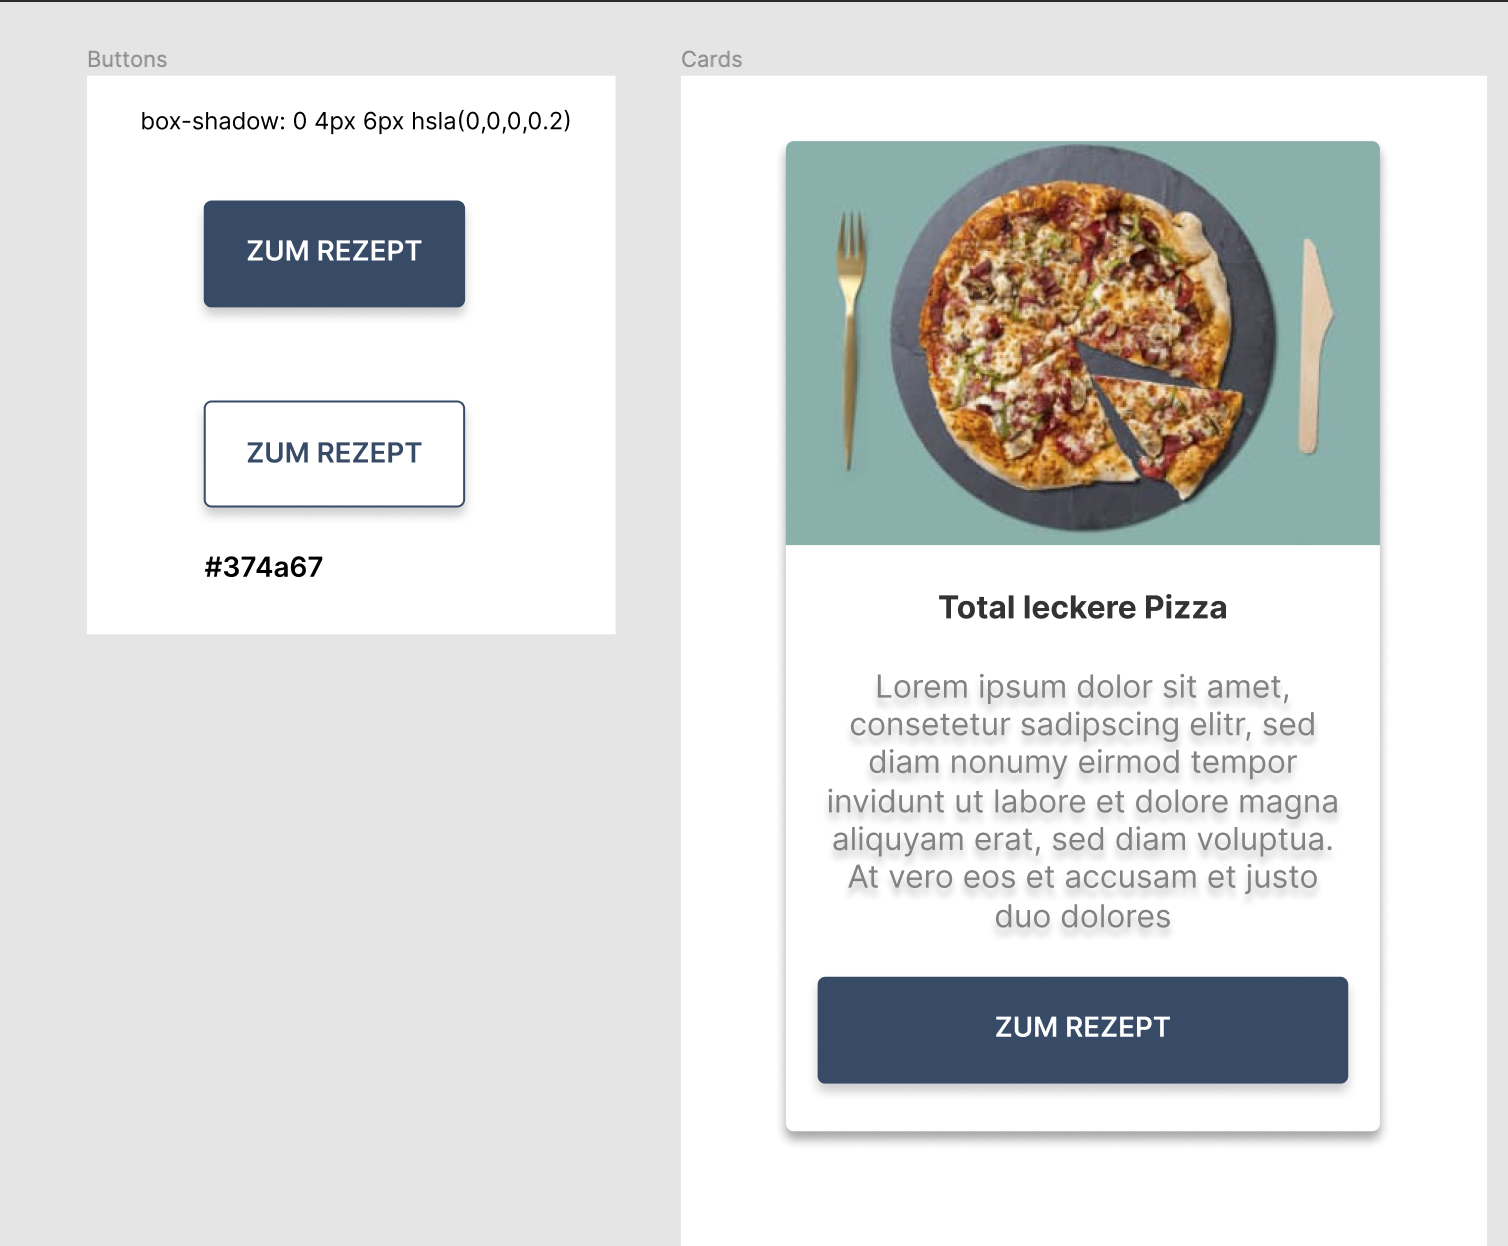 Buttons
box-shadow: 0 4px 6px hsla(0,0,0,0.2)
ZUM REZEPT
ZUM REZEPT
#374a67
Cards
Total leckere Pizza
Lorem ipsum dolor sit amet,
consetetur sadipscing elitr, sed
diam nonumy eirmod tempor
invidunt ut labore et dolore magna
aliquyam erat, sed diam voluptua.
At vero eos et accusam et justo
duo dolores
ZUM REZEPT